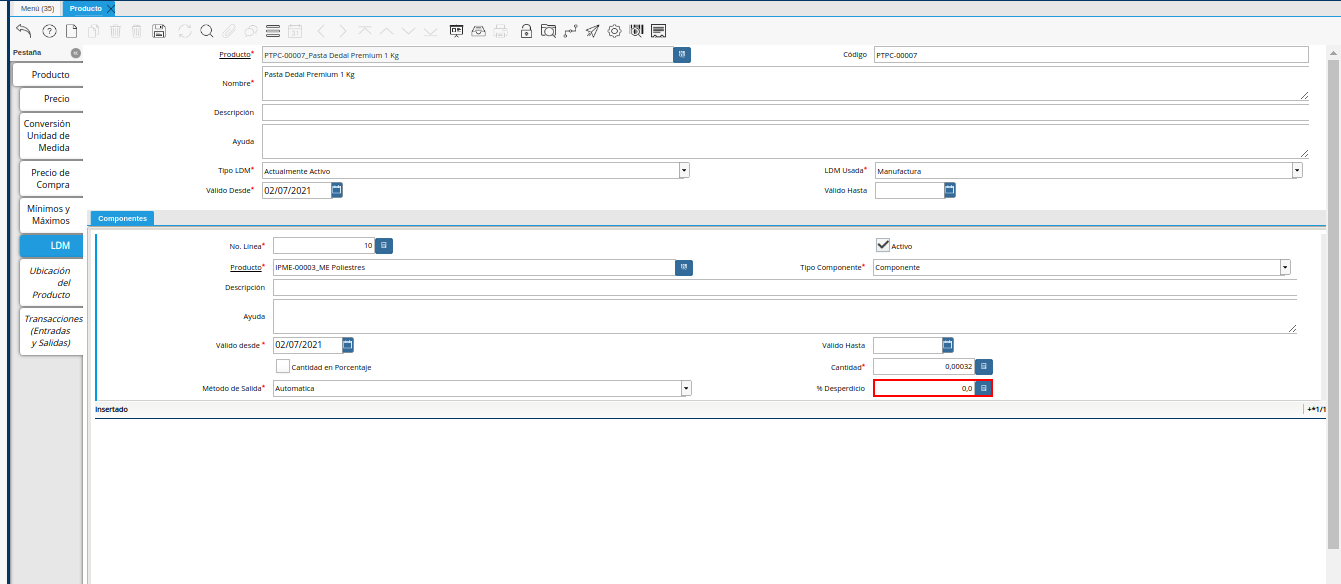 Menú (35)
Producto
Pestaña
Producto
Precio
Conversión
Unidad de
Medida
Precio de
Compra
Mínimos y
Máximos
LDM
Ubicación
del
Producto
Transacciones
(Entradas
y Salidas)
Producto* PTPC-00007_Pasta Dedal Premium 1 Kg
Código PTPC-00007
Nombre* Pasta Dedal Premium 1 Kg
Descripción
Ayuda
Tipo LDM* Actualmente Activo
LDM Usada* Manufactura
Válido Desde* 02/07/2021
Válido Hasta
Componentes
No. Línea* 10
Activo
Producto* IPME-00003_ME Poliestres
Tipo Componente* Componente
Descripción
Ayuda
Válido desde* 02/07/2021
Válido Hasta
Cantidad en Porcentaje
Cantidad* 0,00032
Método de Salida* Automatica
% Desperdicio 0,0
Insertado
+*1/1